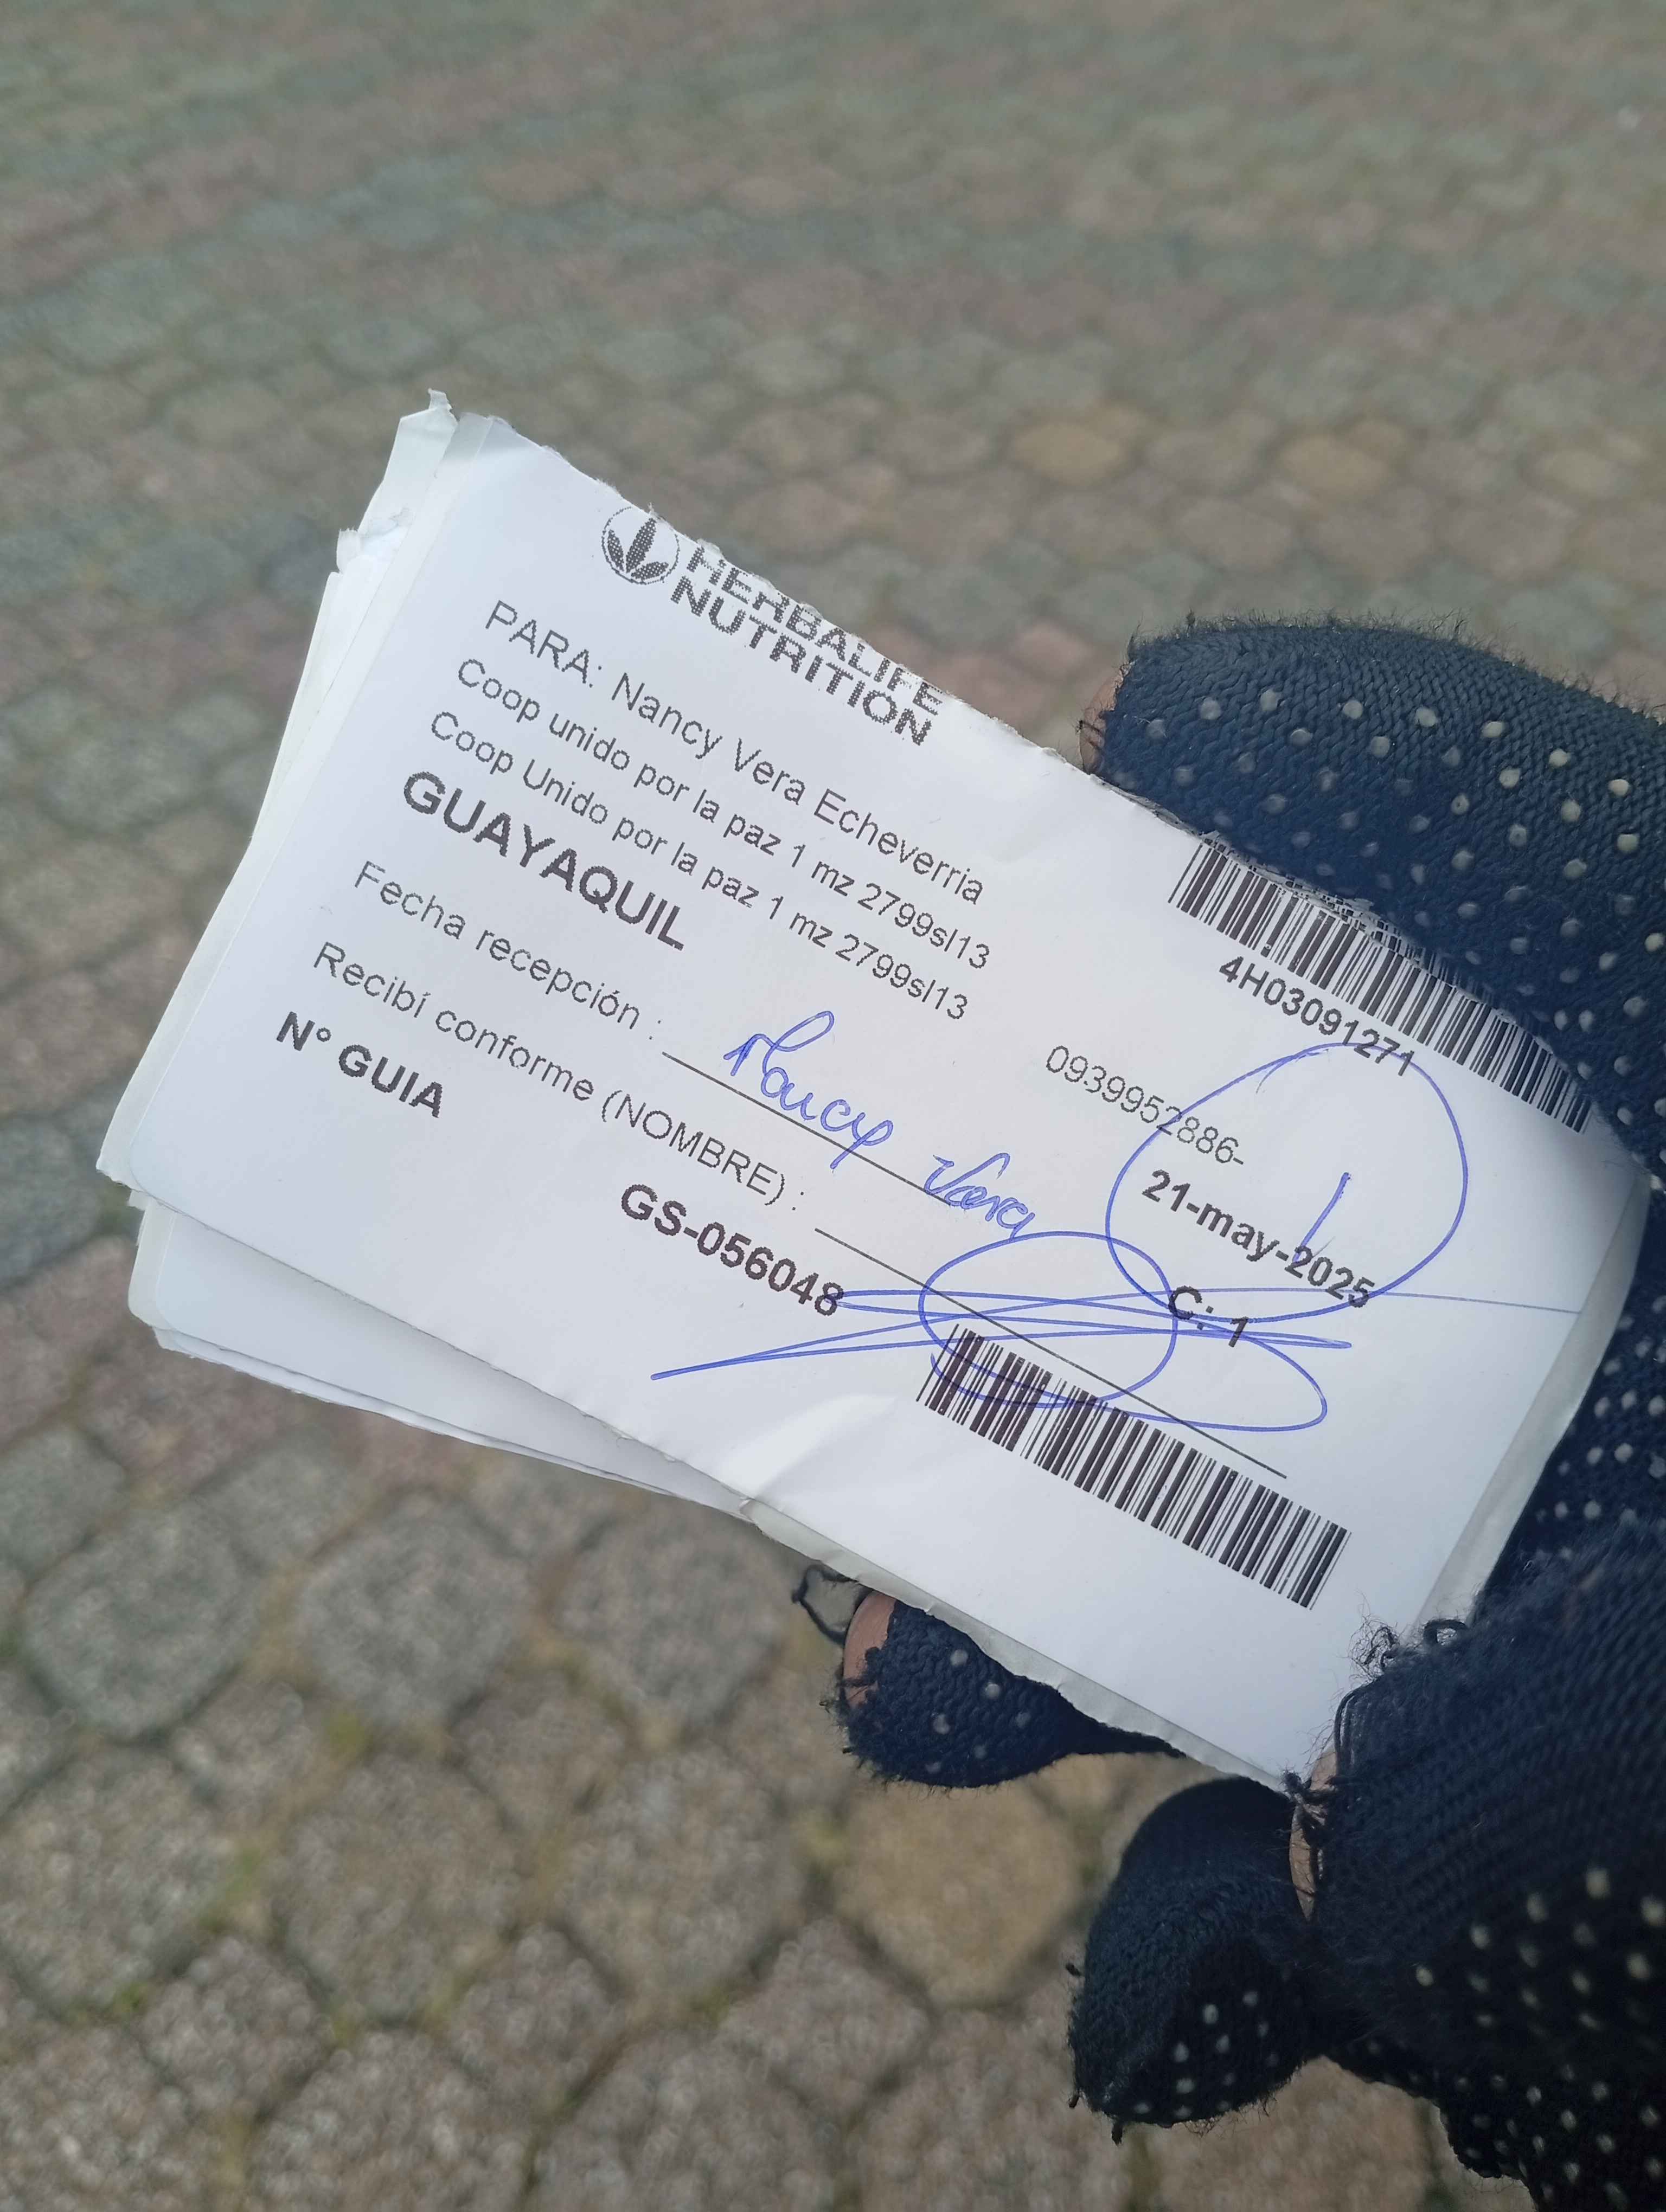 HERBALIFE
NUTRITION
PARA: Nancy Vera Echeverria
Coop unido por la paz 1 mz 2799sl13
Coop Unido por la paz 1 mz 2799sl13
GUAYAQUIL
4H03091271
0939952886-
Fecha recepción :
21-may-2025
Nancy Vera
Recibí conforme (NOMBRE) :
C: 1
N° GUIA
GS-056048